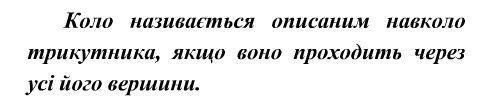 Коло називається описаним навколо
трикутника, якщо воно проходить через
усі його вершини.